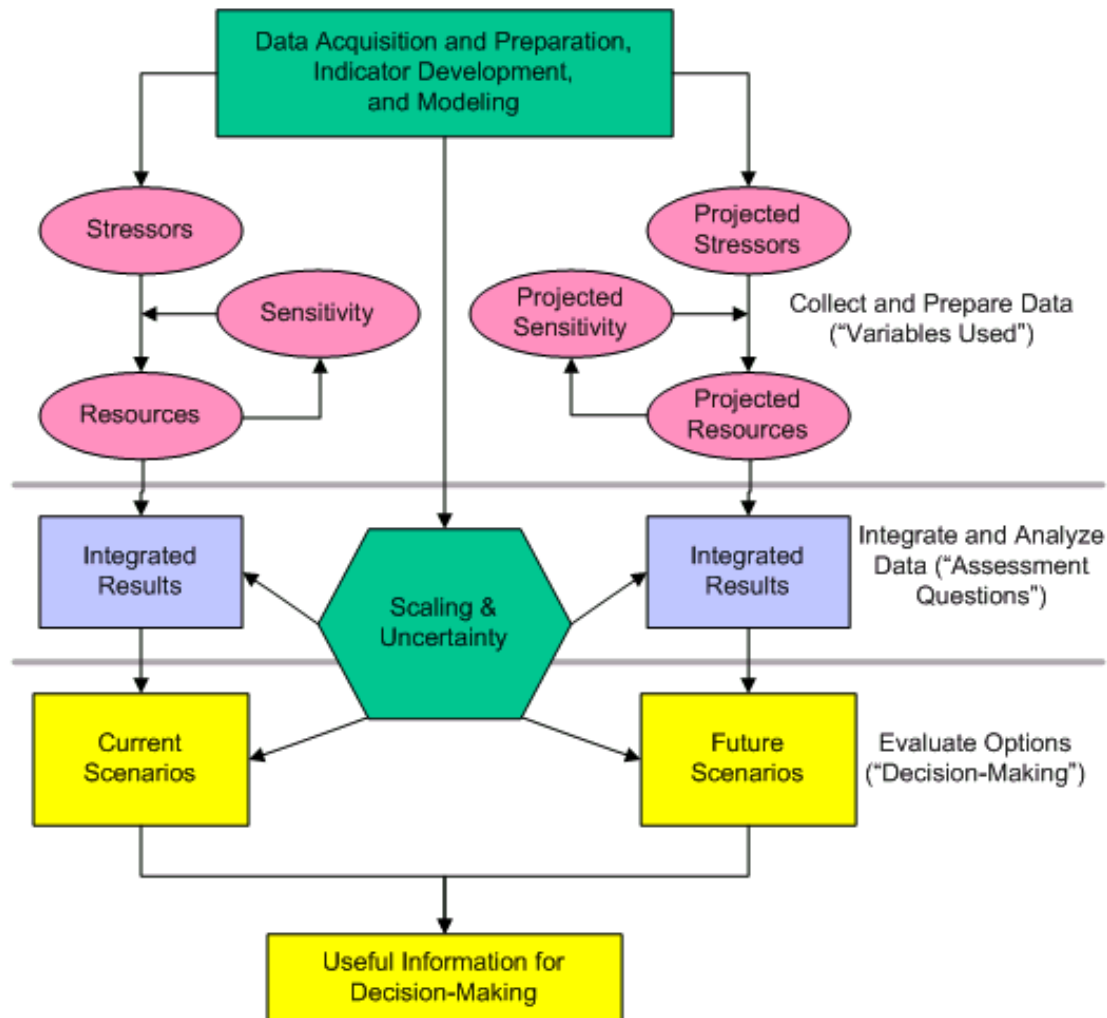 Data Acquisition and Preparation,
Indicator Development,
and Modeling
Stressors
Projected
Stressors
Sensitivity
Projected
Sensitivity
Collect and Prepare Data
(“Variables Used”)
Resources
Projected
Resources
Integrated
Results
Scaling &
Uncertainty
Integrated
Results
Integrate and Analyze
Data (“Assessment
Questions”)
Current
Scenarios
Future
Scenarios
Evaluate Options
(“Decision-Making”)
Useful Information for
Decision-Making